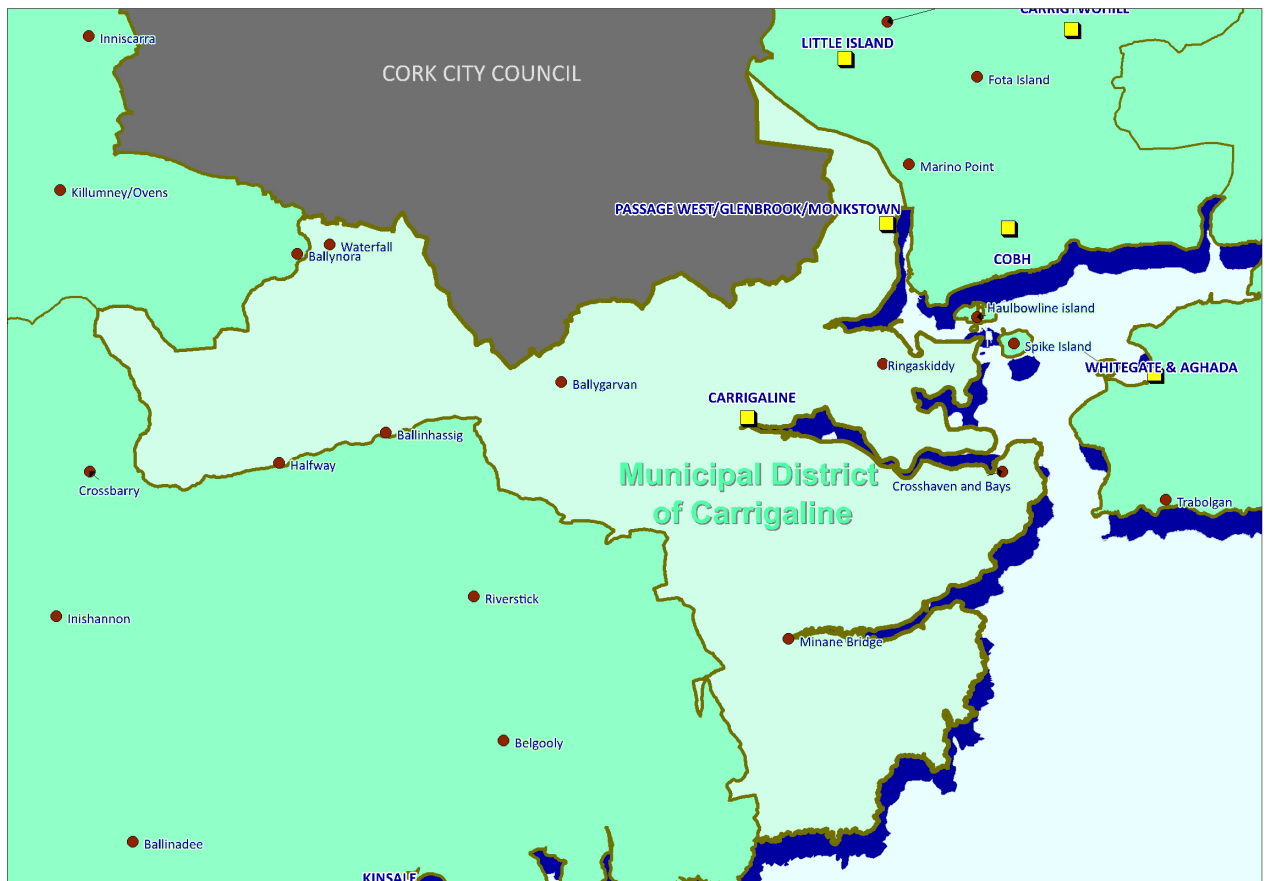 CARRIGTWOHILL
Inniscarra
LITTLE ISLAND
CORK CITY COUNCIL
Fota Island
Marino Point
Killumney/Ovens
PASSAGE WEST/GLENBROOK/MONKSTOWN
Waterfall
Ballynora
COBH
Haulbowline island
Spike Island
Ringaskiddy
WHITEGATE & AGHADA
Ballygarvan
CARRIGALINE
Ballinhassig
Halfway
Municipal District
of Carrigaline
Crossbarry
Crosshaven and Bays
Trabolgan
Riverstick
Inishannon
Minane Bridge
Belgooly
Ballinadee
KINSALE